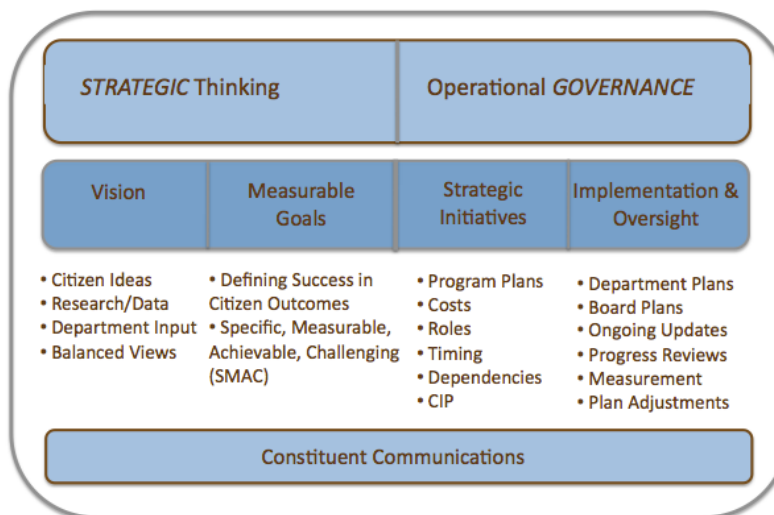 STRATEGIC Thinking
Operational GOVERNANCE
Vision
Measurable
Goals
Strategic
Initiatives
Implementation &
Oversight
• Citizen Ideas
• Research/Data
• Department Input
• Balanced Views
• Defining Success in
Citizen Outcomes
• Specific, Measurable,
Achievable, Challenging
(SMAC)
• Program Plans
• Costs
• Roles
• Timing
• Dependencies
• CIP
• Department Plans
• Board Plans
• Ongoing Updates
• Progress Reviews
• Measurement
• Plan Adjustments
Constituent Communications